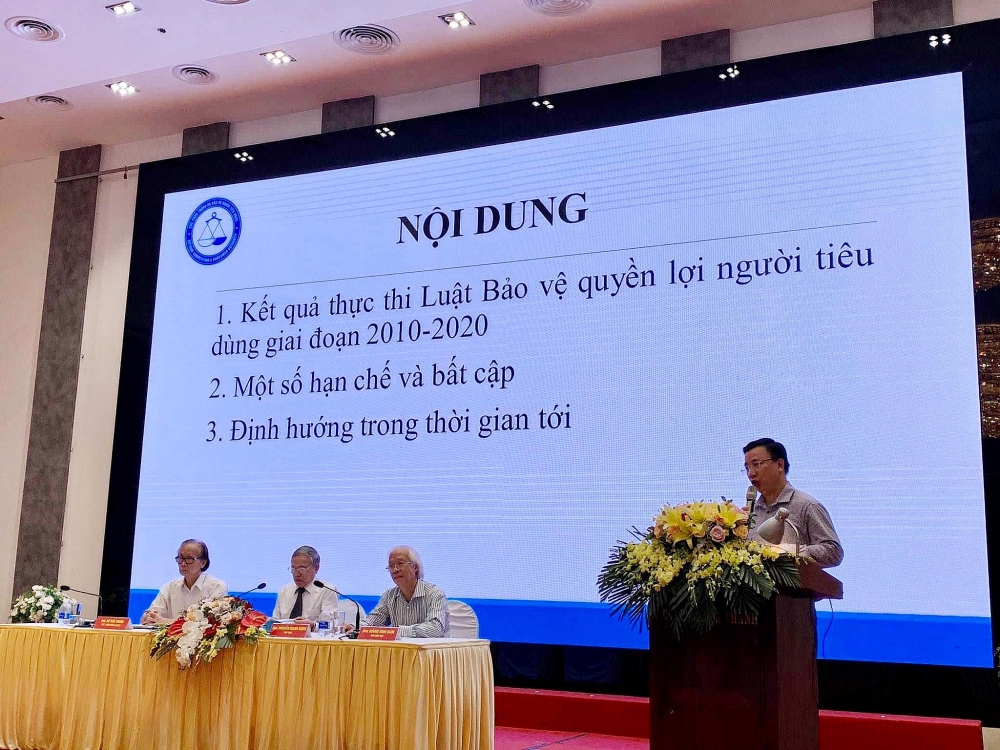 NỘI DUNG
1. Kết quả thực thi Luật Bảo vệ quyền lợi người tiêu
dùng giai đoạn 2010-2020
2. Một số hạn chế và bất cập
3. Định hướng trong thời gian tới
THANH